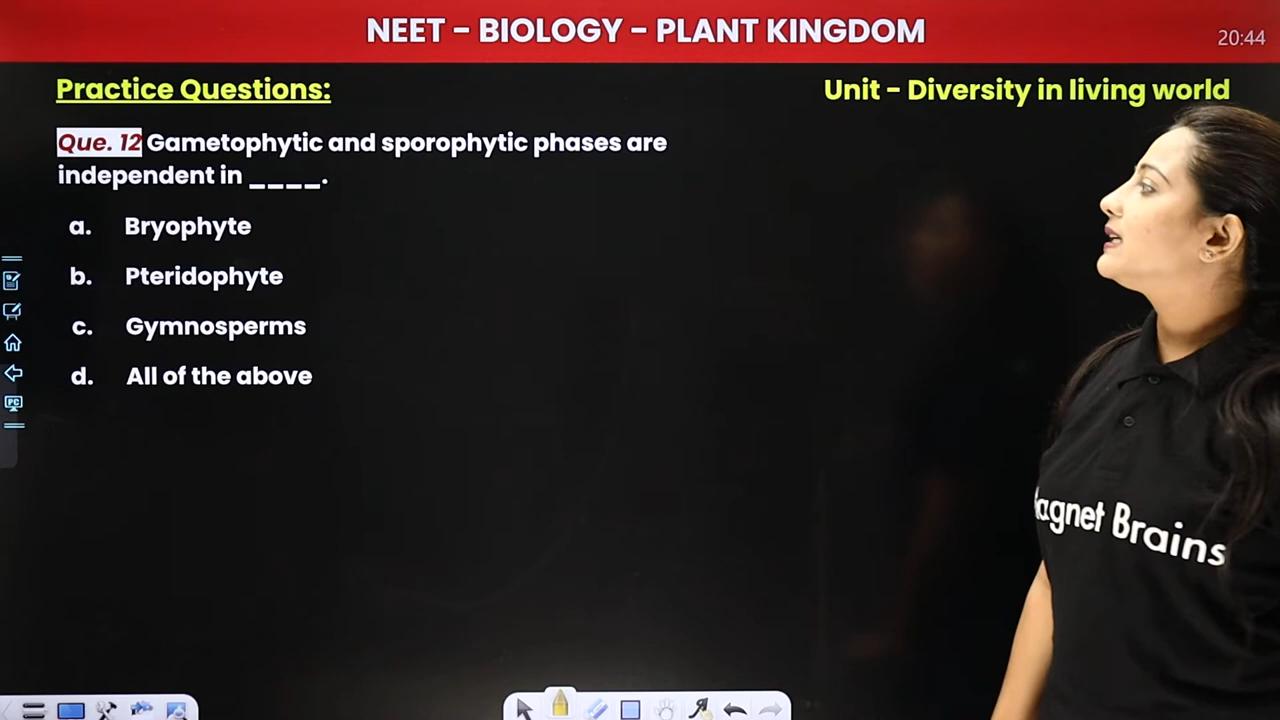 NEET - BIOLOGY - PLANT KINGDOM
20:44
Practice Questions:
Unit - Diversity in living world
Que. 12 Gametophytic and sporophytic phases are
independent in ____.
a. Bryophyte
b. Pteridophyte
c. Gymnosperms
d. All of the above
PC
agnet Brains